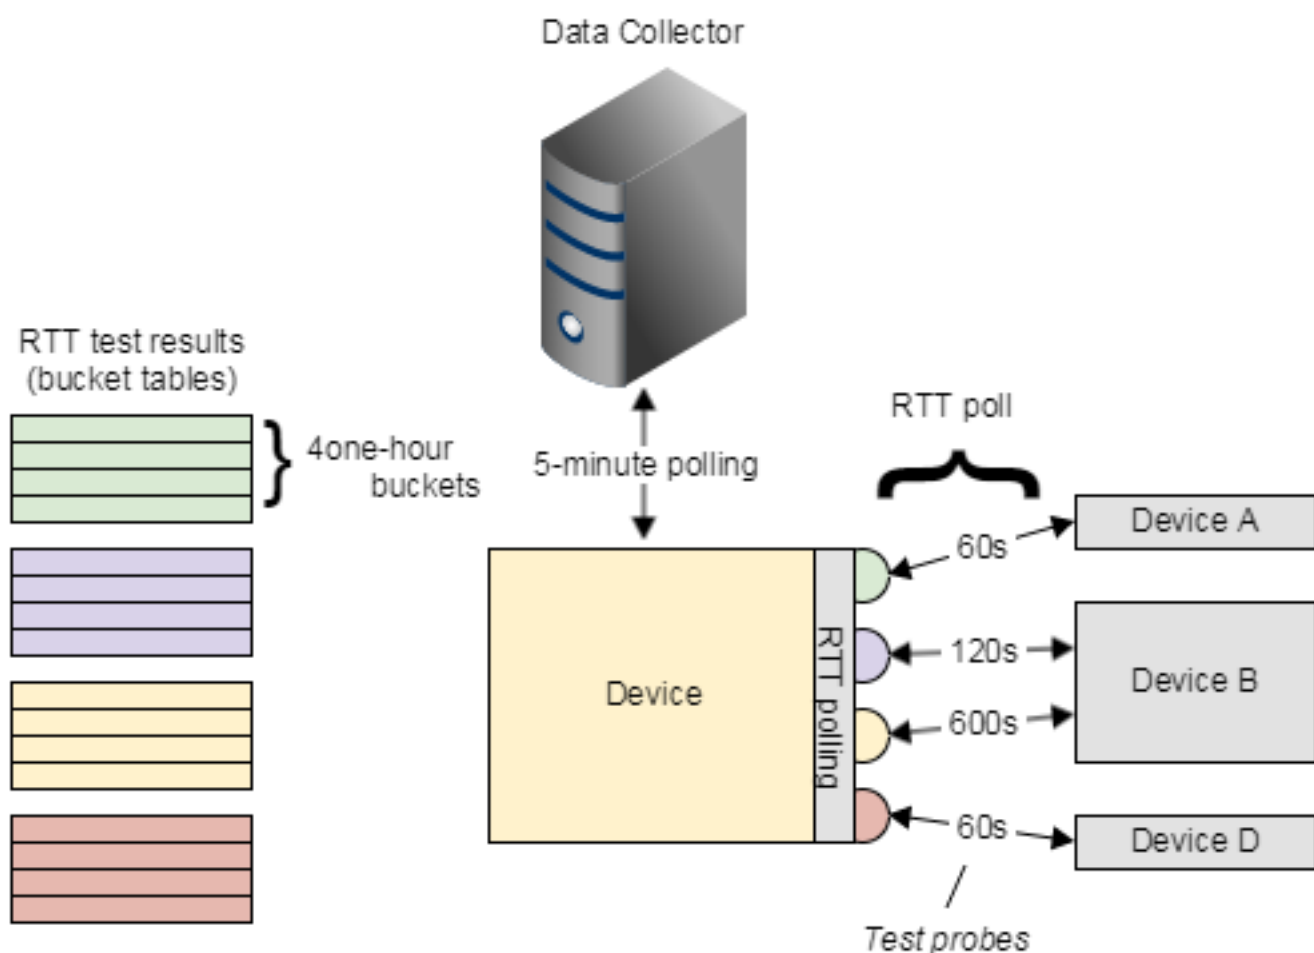 Data Collector
RTT test results
(bucket tables)
4one-hour
buckets
5-minute polling
RTT poll
Device
RTT polling
60s
120s
600s
60s
Device A
Device B
Device D
Test probes